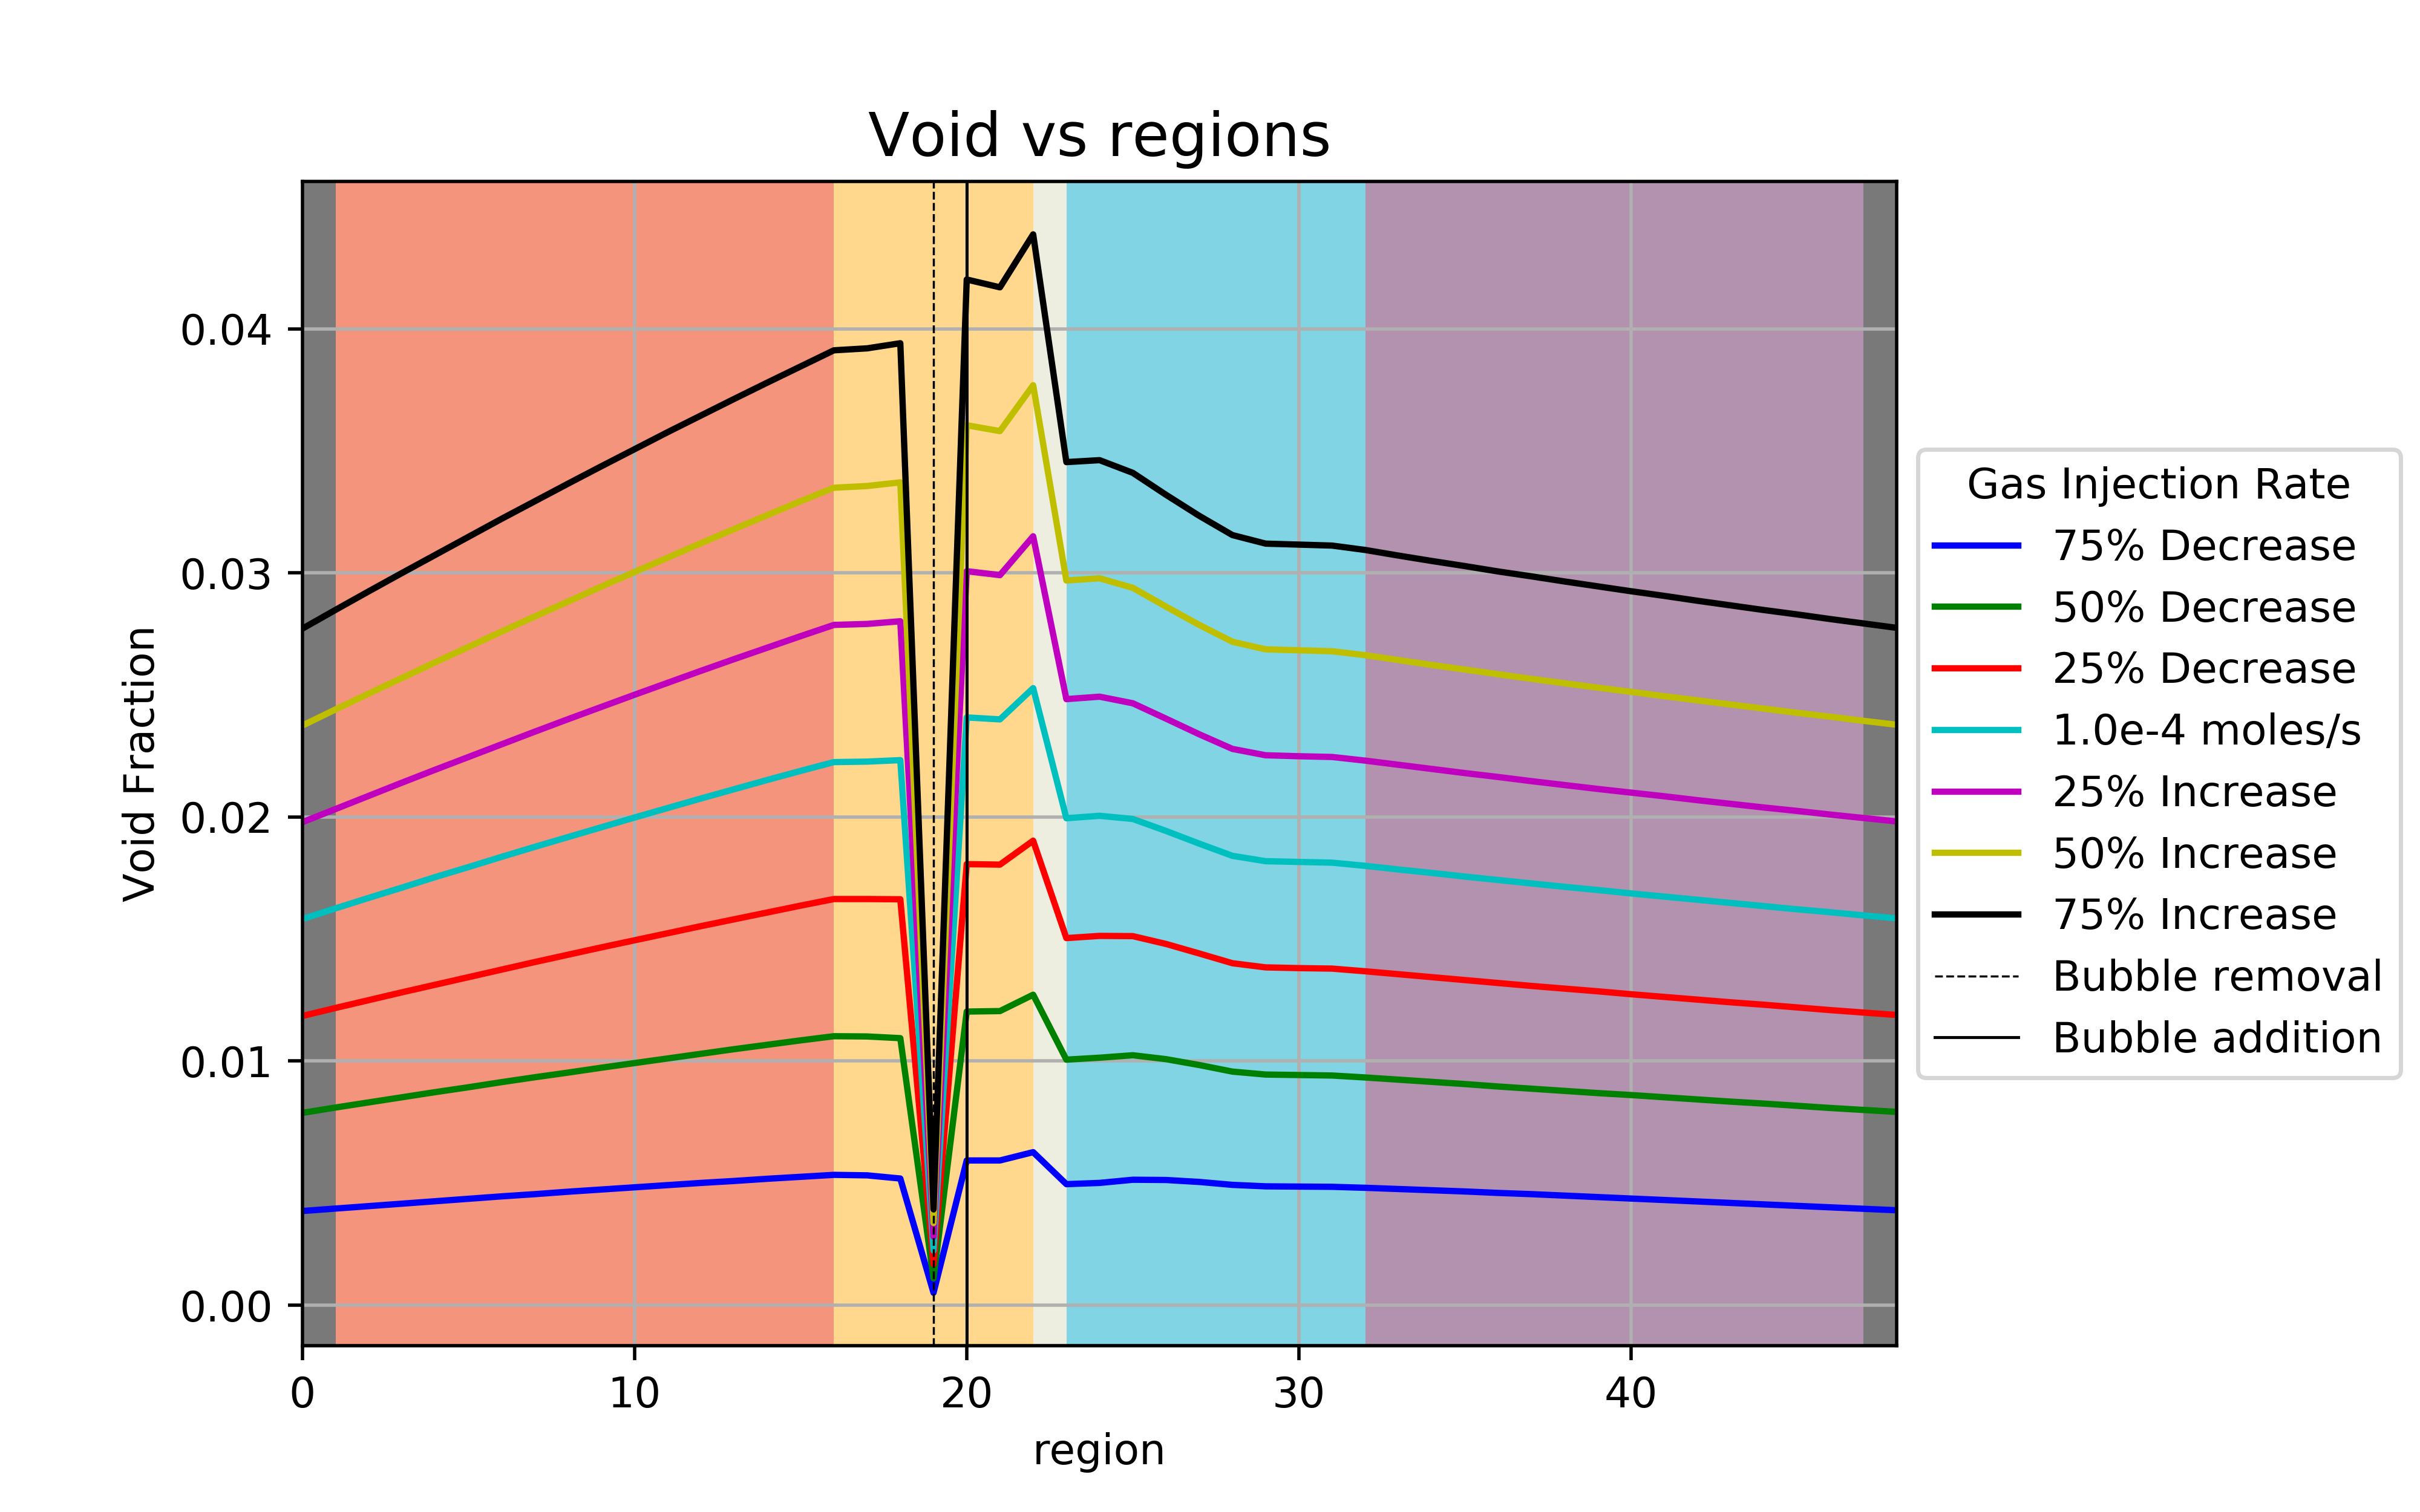 Void vs regions
Void Fraction
0.04
0.03
0.02
0.01
0.00
0
10
20
30
40
region
Gas Injection Rate
75% Decrease
50% Decrease
25% Decrease
1.0e-4 moles/s
25% Increase
50% Increase
75% Increase
Bubble removal
Bubble addition